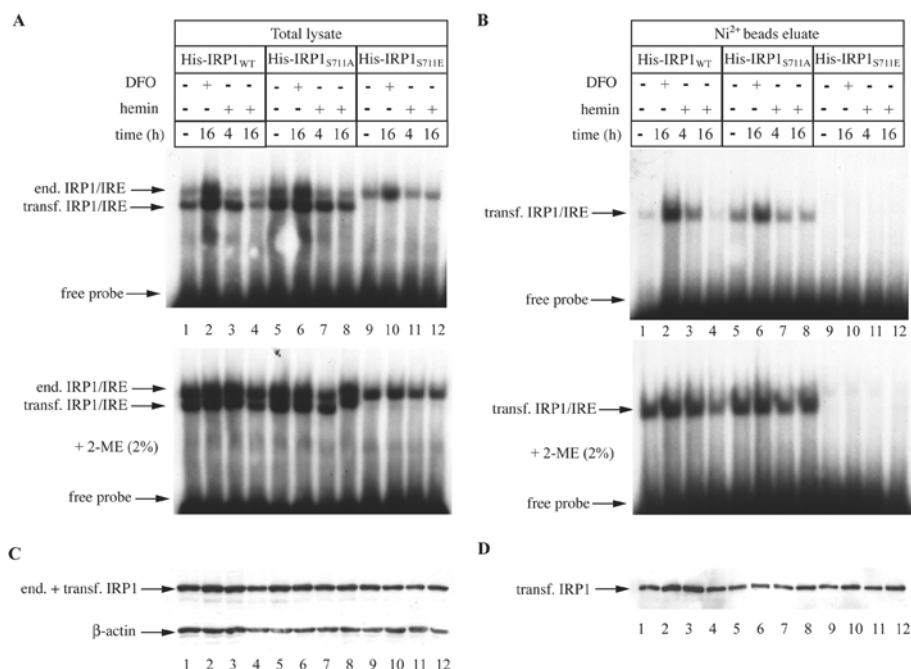 A
Total lysate
His-IRP1WT His-IRP1S711A His-IRP1S711E
DFO - + - - - + - - - + - -
hemin - - + + - - + + - - + +
time (h) - 16 4 16 - 16 4 16 - 16 4 16
end. IRP1/IRE
transf. IRP1/IRE
free probe
1 2 3 4 5 6 7 8 9 10 11 12
end. IRP1/IRE
transf. IRP1/IRE
+ 2-ME (2%)
free probe
B
Ni2+ beads eluate
His-IRP1WT His-IRP1S711A His-IRP1S711E
DFO - + - - - + - - - + - -
hemin - - + + - - + + - - + +
time (h) - 16 4 16 - 16 4 16 - 16 4 16
transf. IRP1/IRE
free probe
1 2 3 4 5 6 7 8 9 10 11 12
transf. IRP1/IRE
+ 2-ME (2%)
free probe
C
end. + transf. IRP1
β-actin
1 2 3 4 5 6 7 8 9 10 11 12
D
transf. IRP1
1 2 3 4 5 6 7 8 9 10 11 12